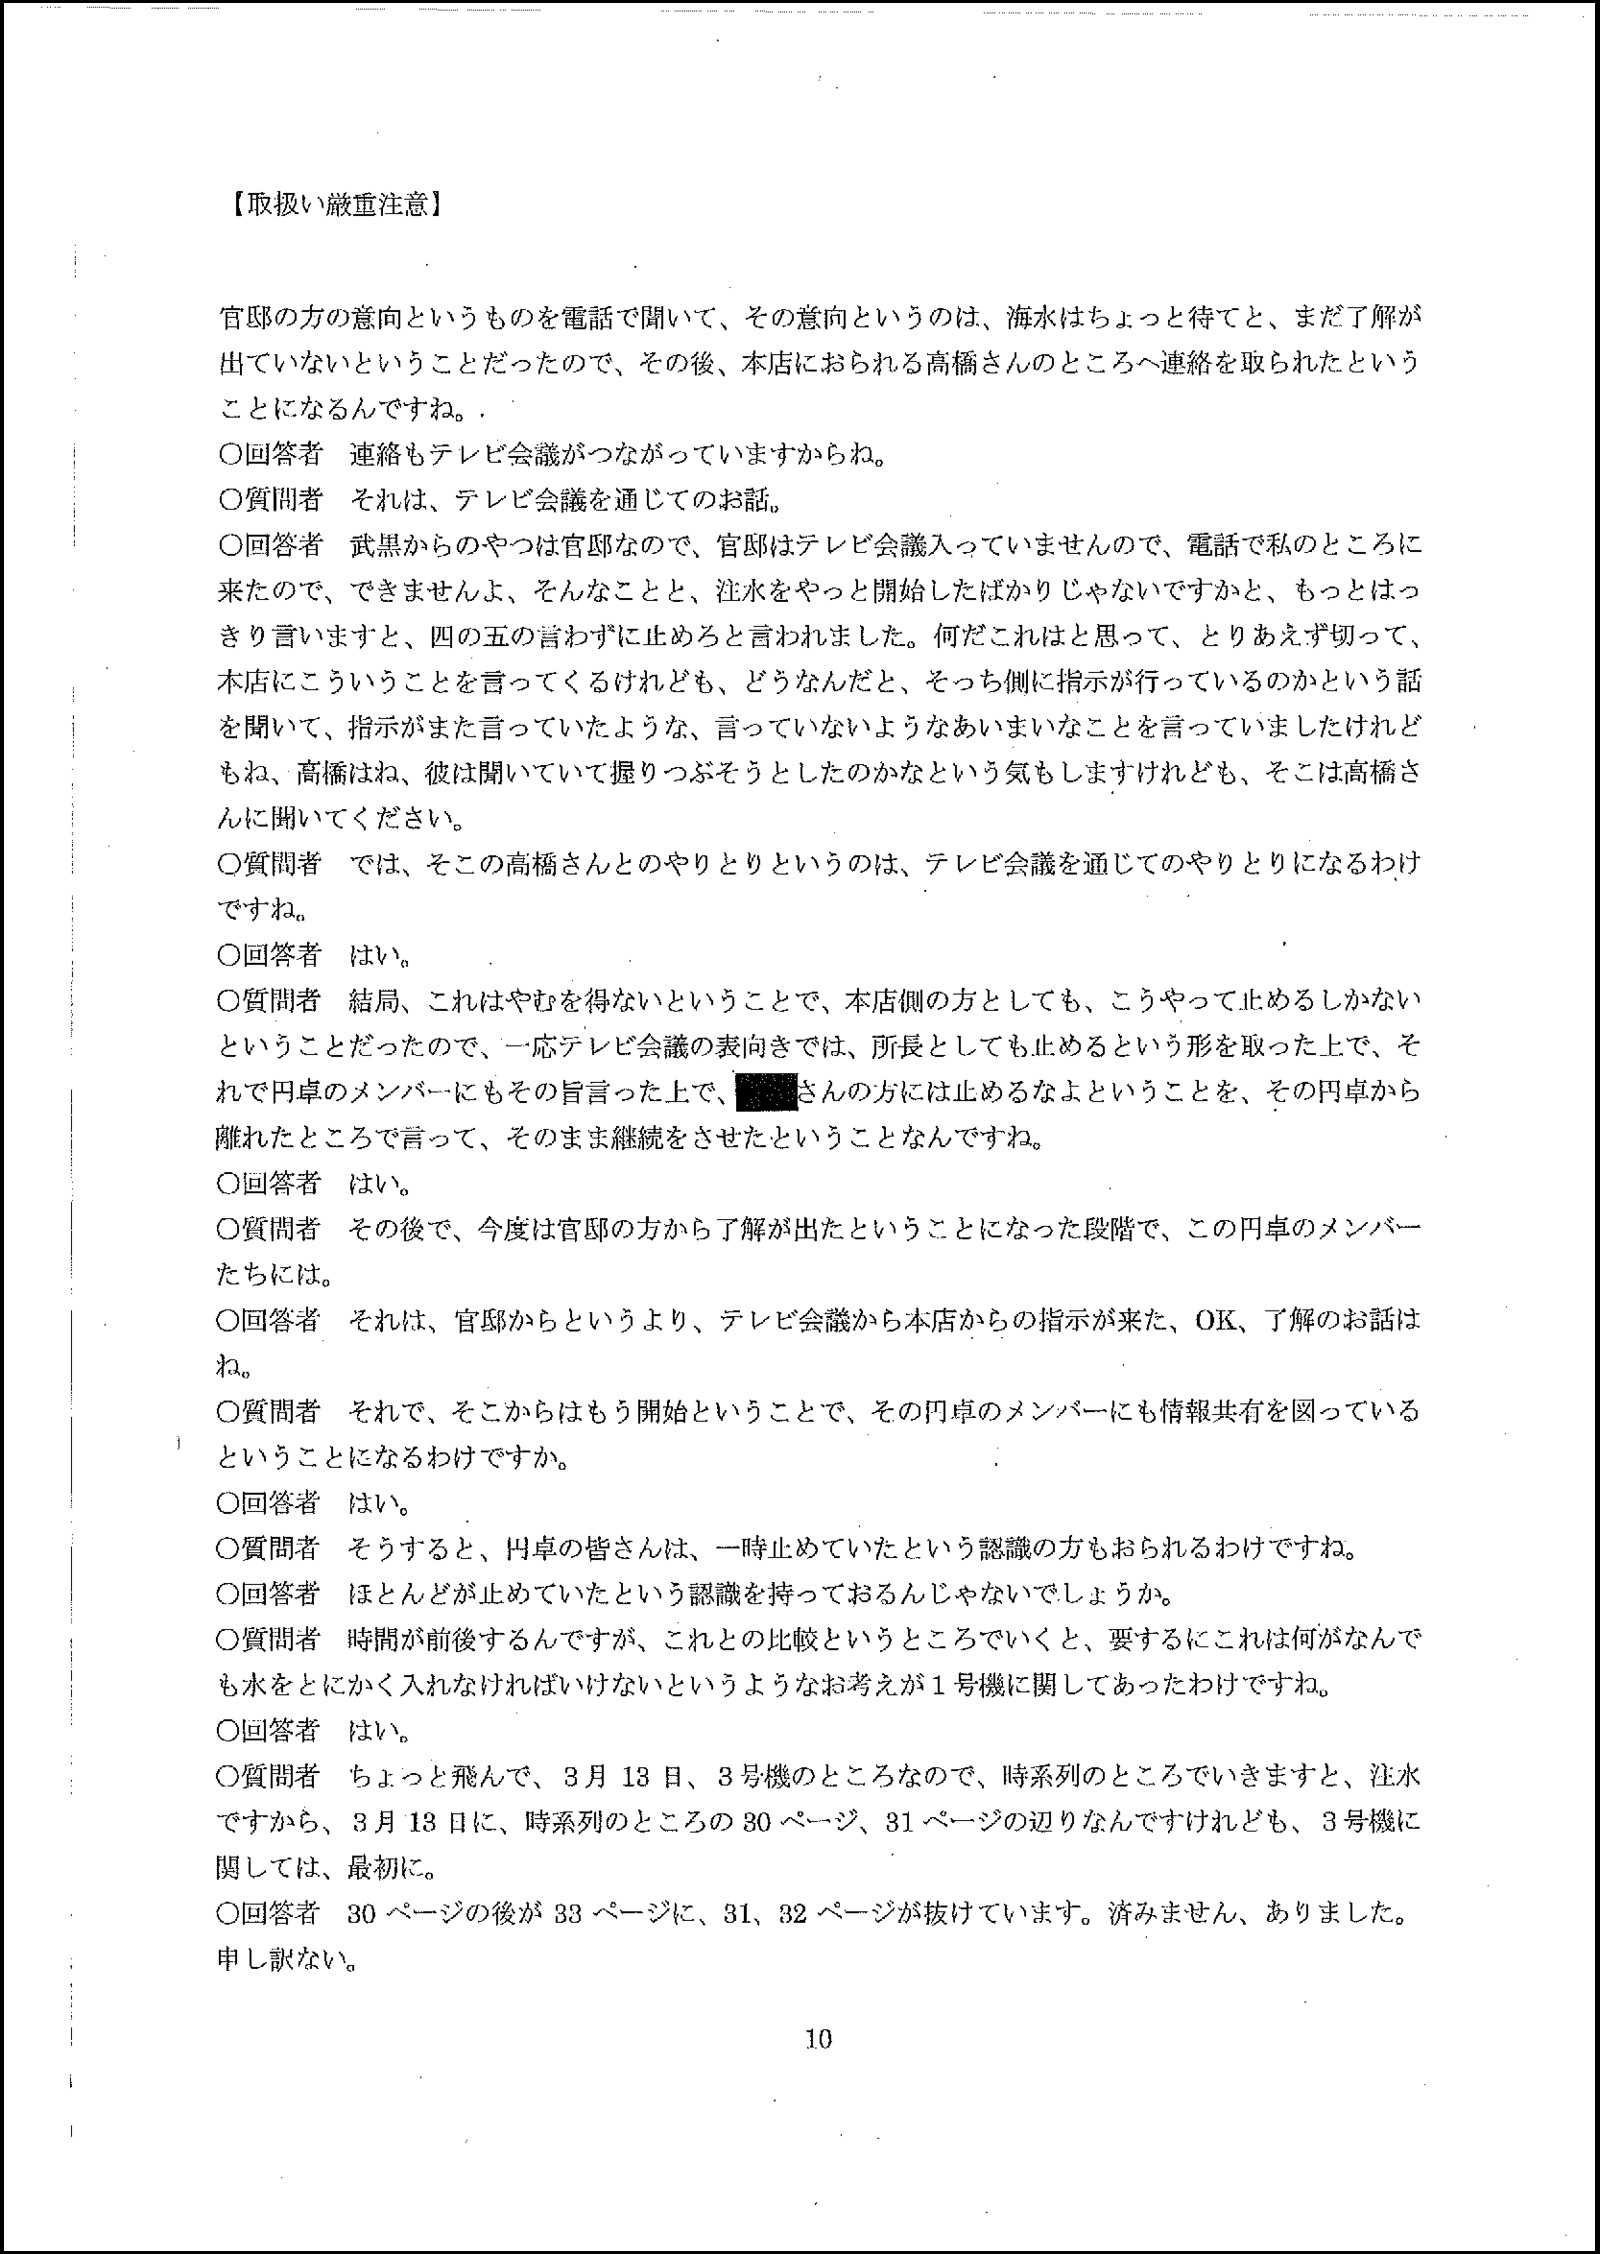 【取扱い厳重注意】
官邸の方の意向というものを電話で聞いて、その意向というのは、海水はちょっと待てと、まだ了解が
出ていないということだったので、その後、本店におられる高橋さんのところへ連絡を取られたという
ことになるんですね。
○回答者　連絡もテレビ会議がつながっていますからね。
○質問者　それは、テレビ会議を通じてのお話。
○回答者　武黒からのやつは官邸なので、官邸はテレビ会議入っていませんので、電話で私のところに
来たので、できませんよ、そんなことと、注水をやっと開始したばかりじゃないですかと、もっとはっ
きり言いますと、四の五の言わずに止めろと言われました。何だこれはと思って、とりあえず切って、
本店にこういうことを言ってくるけれども、どうなんだと、そっち側に指示が行っているのかという話
を聞いて、指示がまた言っていたような、言っていないようなあいまいなことを言っていましたけれど
もね、高橋はね、彼は聞いていて握りつぶそうとしたのかなという気もしますけれども、そこは高橋さ
んに聞いてください。
○質問者　では、そこの高橋さんとのやりとりというのは、テレビ会議を通じてのやりとりになるわけ
ですね。
○回答者　はい。
○質問者　結局、これはやむを得ないということで、本店側の方としても、こうやって止めるしかない
ということだったので、一応テレビ会議の表向きでは、所長としても止めるという形を取った上で、そ
れで円卓のメンバーにもその旨言った上で、さんの方には止めるなよということを、その円卓から
離れたところで言って、そのまま継続をさせたということなんですね。
○回答者　はい。
○質問者　その後で、今度は官邸の方から了解が出たということになった段階で、この円卓のメンバー
たちには。
○回答者　それは、官邸からというより、テレビ会議から本店からの指示が来た、OK、了解のお話は
ね。
○質問者　それで、そこからはもう開始ということで、その円卓のメンバーにも情報共有を図っている
ということになるわけですか。
○回答者　はい。
○質問者　そうすると、円卓の皆さんは、一時止めていたという認識の方もおられるわけですね。
○回答者　ほとんどが止めていたという認識を持っておるんじゃないでしょうか。
○質問者　時間が前後するんですが、これとの比較というところでいくと、要するにこれは何がなんで
も水をとにかく入れなければいけないというようなお考えが１号機に関してあったわけですね。
○回答者　はい。
○質問者　ちょっと飛んで、３月 13 日、３号機のところなので、時系列のところでいきますと、注水
ですから、３月 13 日に、時系列のところの 30 ページ、31 ページの辺りなんですけれども、３号機に
関しては、最初に。
○回答者　30 ページの後が 33 ページに、31、32 ページが抜けています。済みません、ありました。
申し訳ない。
10